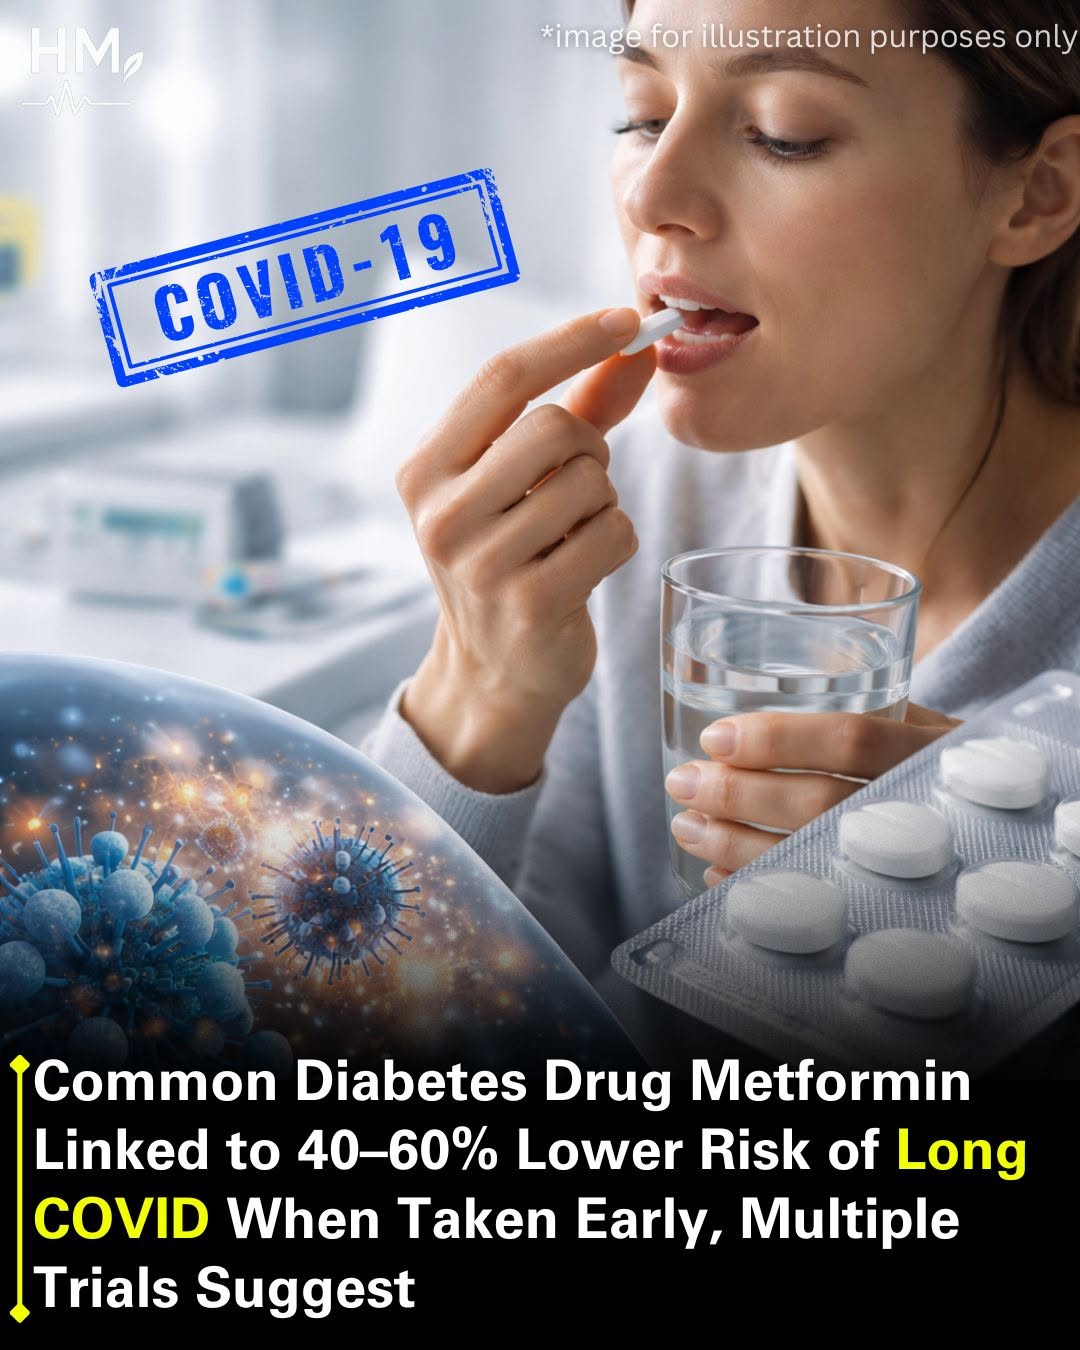 HM
*image for illustration purposes only
COVID-19
Common Diabetes Drug Metformin
Linked to 40–60% Lower Risk of Long
COVID When Taken Early, Multiple
Trials Suggest